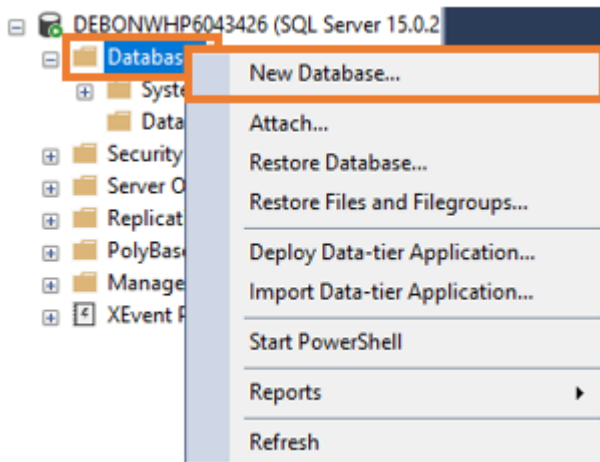 DEBONWHP6043426 (SQL Server 15.0.2
Databas
New Database...
Syste
Data
Attach...
Security
Restore Database...
Server O
Restore Files and Filegroups...
Replicat
PolyBase
Deploy Data-tier Application...
Manage
Import Data-tier Application...
XEvent P
Start PowerShell
Reports
Refresh